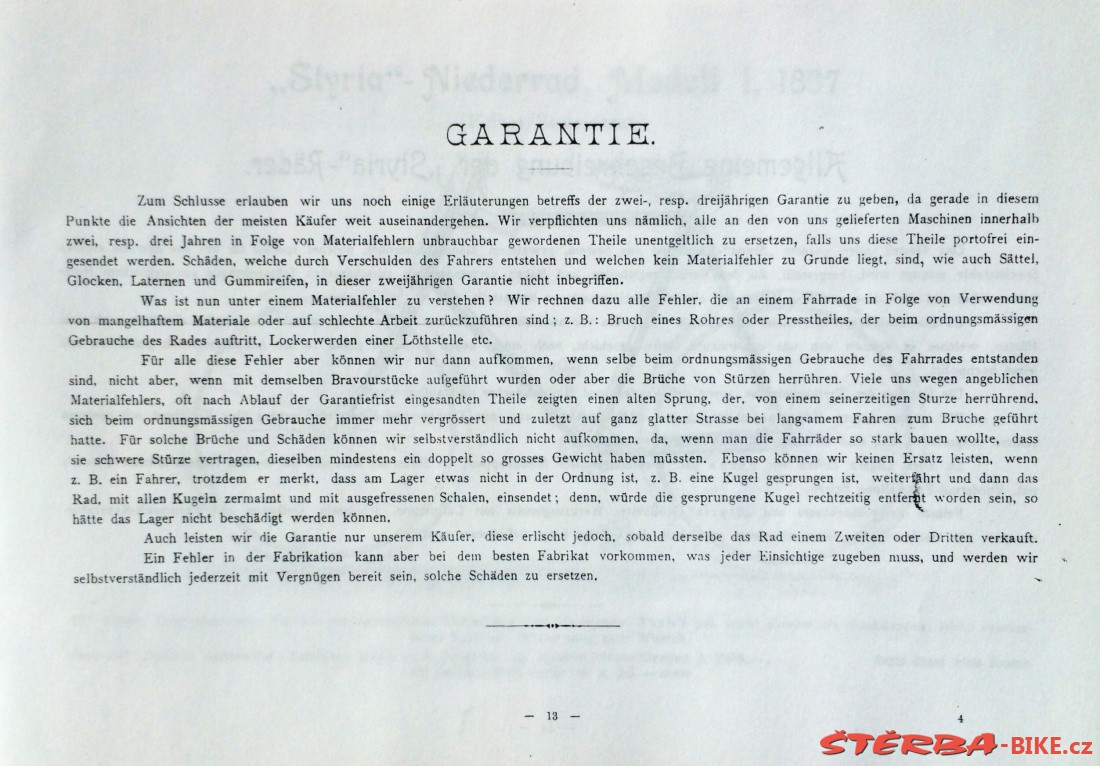 GARANTIE.
Zum Schlusse erlauben wir uns noch einige Erläuterungen betreffs der zwei-, resp. dreijährigen Garantie zu geben, da gerade in diesem
Punkte die Ansichten der meisten Käufer weit auseinandergehen. Wir verpflichten uns nämlich, alle an den von uns gelieferten Maschinen innerhalb
zwei, resp. drei Jahren in Folge von Materialfehlern unbrauchbar gewordenen Theile unentgeltlich zu ersetzen, falls uns diese Theile portofrei ein-
gesendet werden. Schäden, welche durch Verschulden des Fahrers entstehen und welchen kein Materialfehler zu Grunde liegt, sind, wie auch Sättel,
Glocken, Laternen und Gummireifen, in dieser zweijährigen Garantie nicht inbegriffen.
Was ist nun unter einem Materialfehler zu verstehen? Wir rechnen dazu alle Fehler, die an einem Fahrrade in Folge von Verwendung
von mangelhaftem Materiale oder auf schlechte Arbeit zurückzuführen sind; z. B.: Bruch eines Rohres oder Presstheiles, der beim ordnungsmässigen
Gebrauche des Rades auftritt, Lockerwerden einer Löthstelle etc.
Für alle diese Fehler aber können wir nur dann aufkommen, wenn selbe beim ordnungsmässigen Gebrauche des Fahrrades entstanden
sind, nicht aber, wenn mit demselben Bravourstücke aufgeführt wurden oder aber die Brüche von Stürzen herrühren. Viele uns wegen angeblichen
Materialfehlers, oft nach Ablauf der Garantiefrist eingesandten Theile zeigten einen alten Sprung, der, von einem seinerzeitigen Sturze herrührend,
sich beim ordnungsmässigen Gebrauche immer mehr vergrössert und zuletzt auf ganz glatter Strasse bei langsamem Fahren zum Bruche geführt
hatte. Für solche Brüche und Schäden können wir selbstverständlich nicht aufkommen, da, wenn man die Fahrräder so stark bauen wollte, dass
sie schwere Stürze vertragen, dieselben mindestens ein doppelt so grosses Gewicht haben müssten. Ebenso können wir keinen Ersatz leisten, wenn
z. B. ein Fahrer, trotzdem er merkt, dass am Lager etwas nicht in der Ordnung ist, z. B. eine Kugel gesprungen ist, weiterfährt und dann das
Rad, mit allen Kugeln zermalmt und mit ausgefressenen Schalen, einsendet; denn, würde die gesprungene Kugel rechtzeitig entfernt worden sein, so
hätte das Lager nicht beschädigt werden können.
Auch leisten wir die Garantie nur unserem Käufer, diese erlischt jedoch, sobald derselbe das Rad einem Zweiten oder Dritten verkauft.
Ein Fehler in der Fabrikation kann aber bei dem besten Fabrikat vorkommen, was jeder Einsichtige zugeben muss, und werden wir
selbstverständlich jederzeit mit Vergnügen bereit sein, solche Schäden zu ersetzen.
— 13 —
4
ŠTĚRBA-BIKE.cz